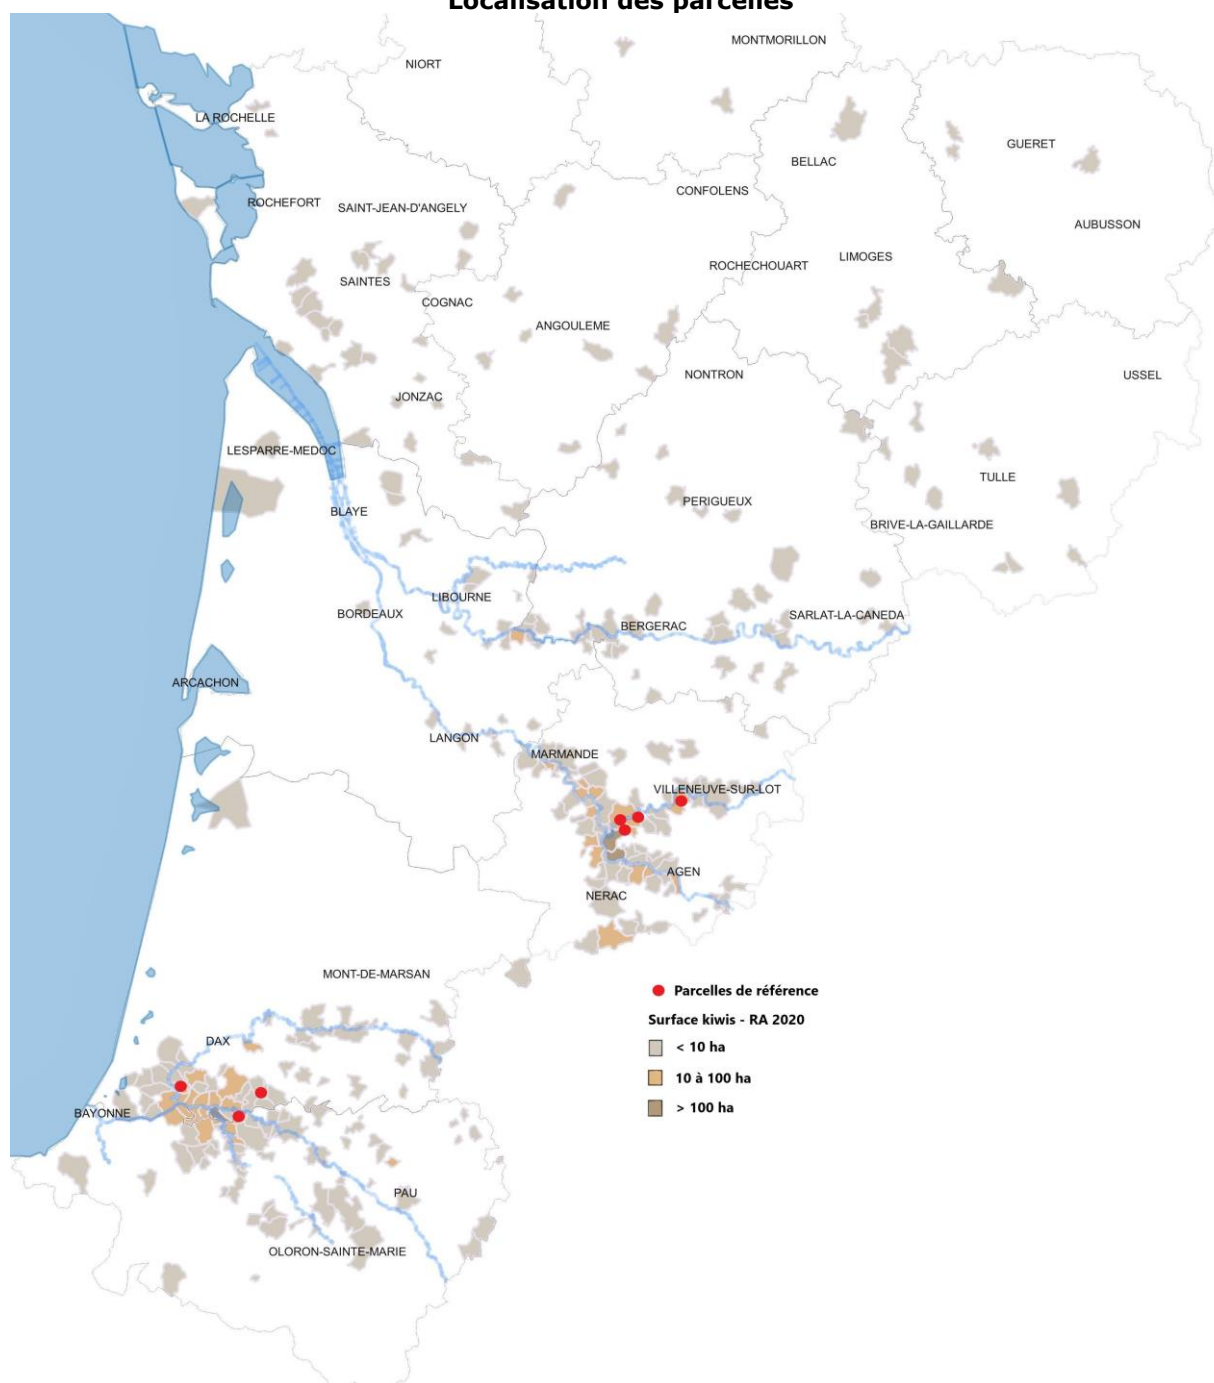 Localisation des parcelles
MONTMORILLON
NIORT
LA ROCHELLE
GUERET
BELLAC
CONFOLENS
ROCHEFORT
SAINT-JEAN-D'ANGELY
AUBUSSON
LIMOGES
ROCHECHOUART
SAINTES
COGNAC
ANGOULEME
NONTRON
USSEL
JONZAC
LESPARRE-MEDOC
TULLE
PERIGUEUX
BLAYE
BRIVE-LA-GAILLARDE
LIBOURNE
BORDEAUX
SARLAT-LA-CANEDA
BERGERAC
ARCACHON
LANGON
MARMANDE
VILLENEUVE-SUR-LOT
AGEN
NERAC
MONT-DE-MARSAN
Parcelles de référence
Surface kiwis - RA 2020
DAX
< 10 ha
10 à 100 ha
BAYONNE
> 100 ha
PAU
OLORON-SAINTE-MARIE